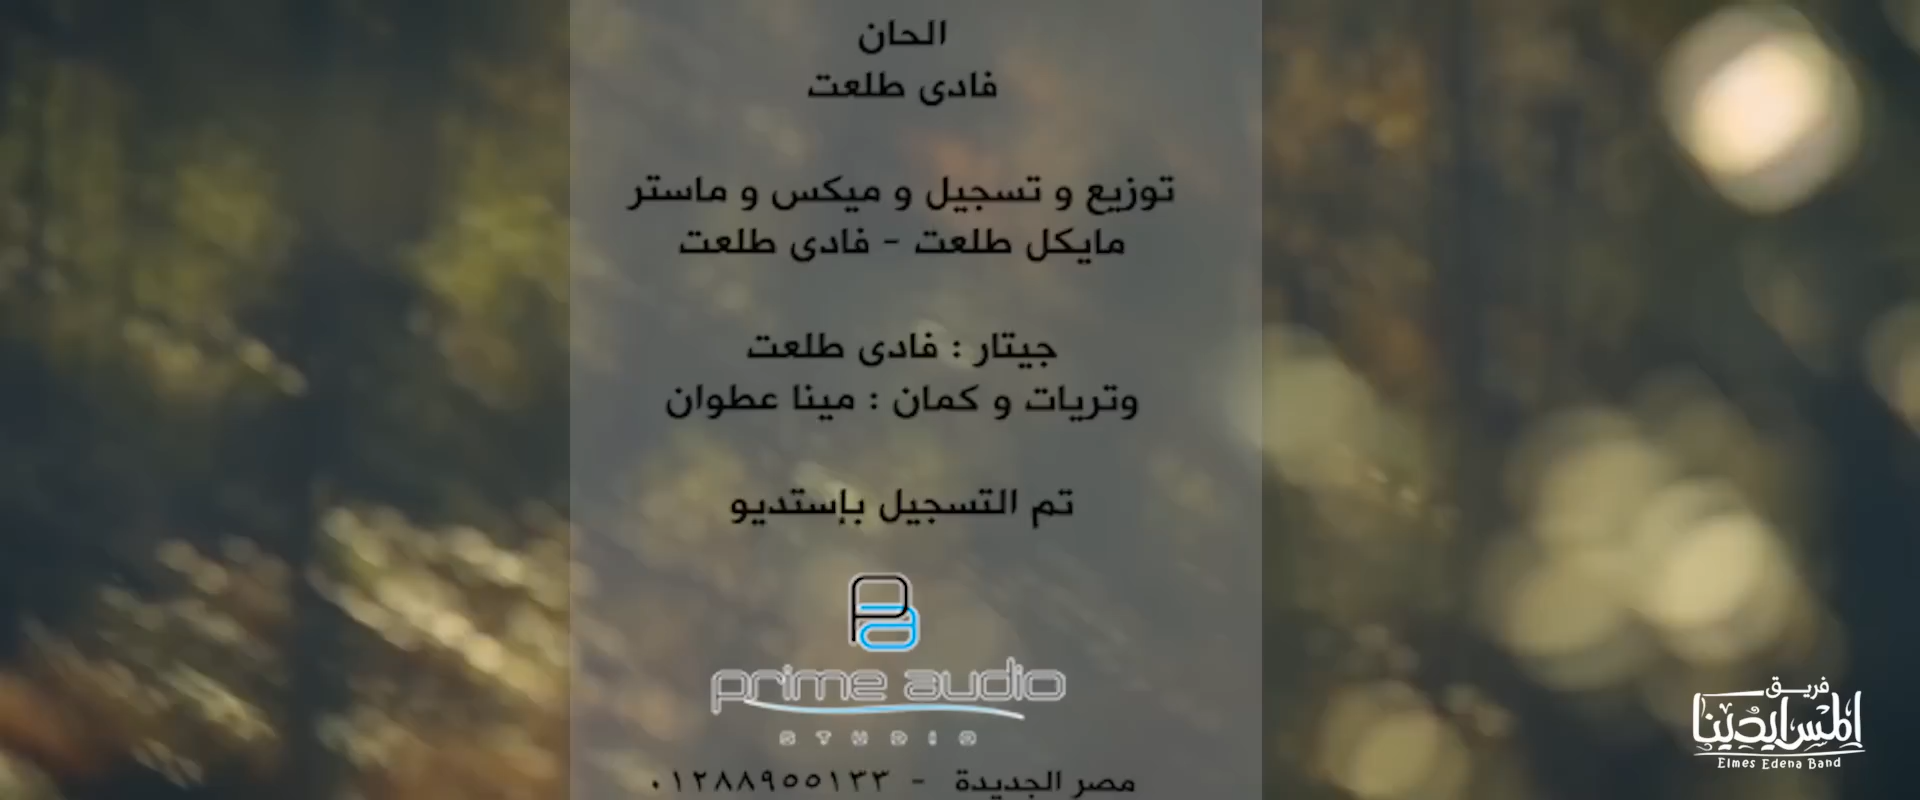 الحان
فادى طلعت
توزيع و تسجيل و ميكس و ماستر
مايكل طلعت - فادى طلعت
جيتار : فادى طلعت
وتريات و كمان : مينا عطوان
تم التسجيل بإستديو
prime audio
STUDIO
مصر الجديدة - ٠١٢٨٨٩٥٥١٣٣
فريق
المس ايدينا
Elmes Edena Band